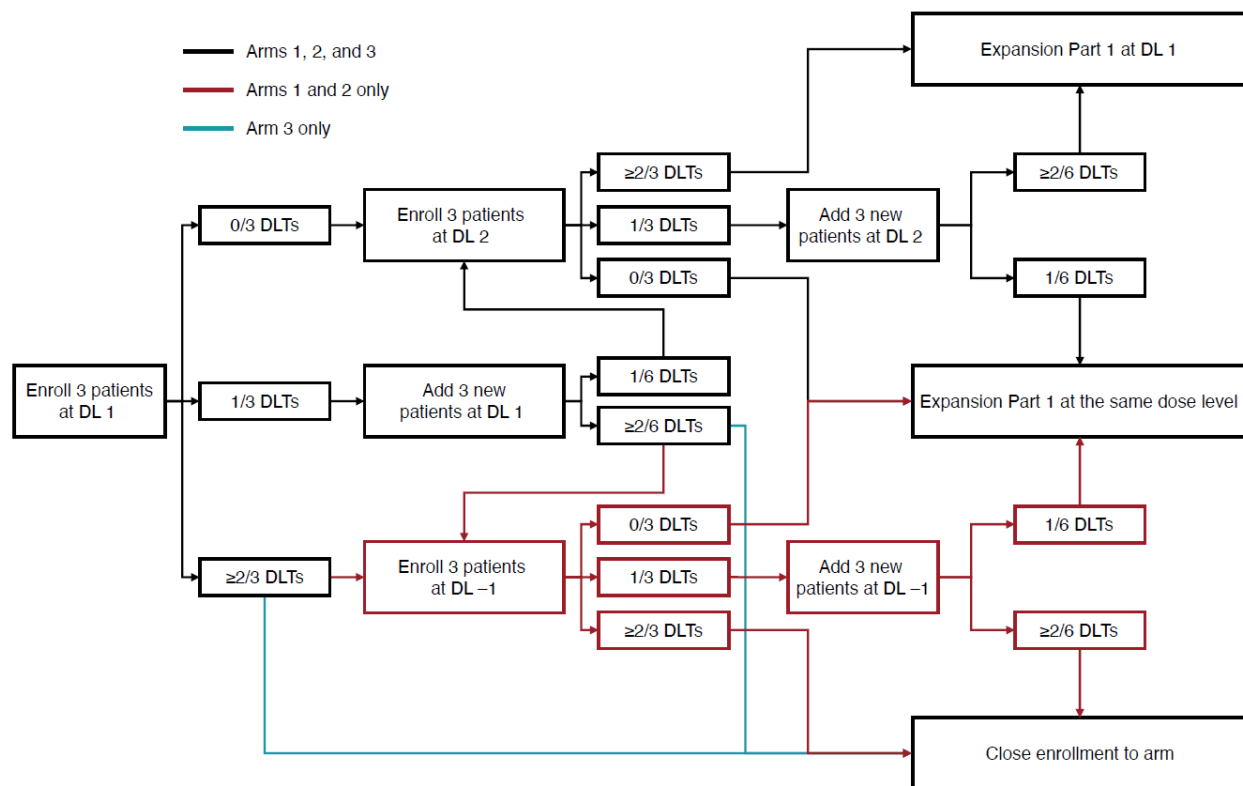 Arms 1, 2, and 3
Arms 1 and 2 only
Arm 3 only
Expansion Part 1 at DL 1
≥2/3 DLTs
≥2/6 DLTs
0/3 DLTs
Enroll 3 patients
at DL 2
1/3 DLTs
Add 3 new
patients at DL 2
0/3 DLTs
1/6 DLTs
Enroll 3 patients
at DL 1
1/3 DLTs
Add 3 new
patients at DL 1
1/6 DLTs
≥2/6 DLTs
Expansion Part 1 at the same dose level
0/3 DLTs
1/6 DLTs
≥2/3 DLTs
Enroll 3 patients
at DL –1
1/3 DLTs
Add 3 new
patients at DL –1
≥2/3 DLTs
≥2/6 DLTs
Close enrollment to arm